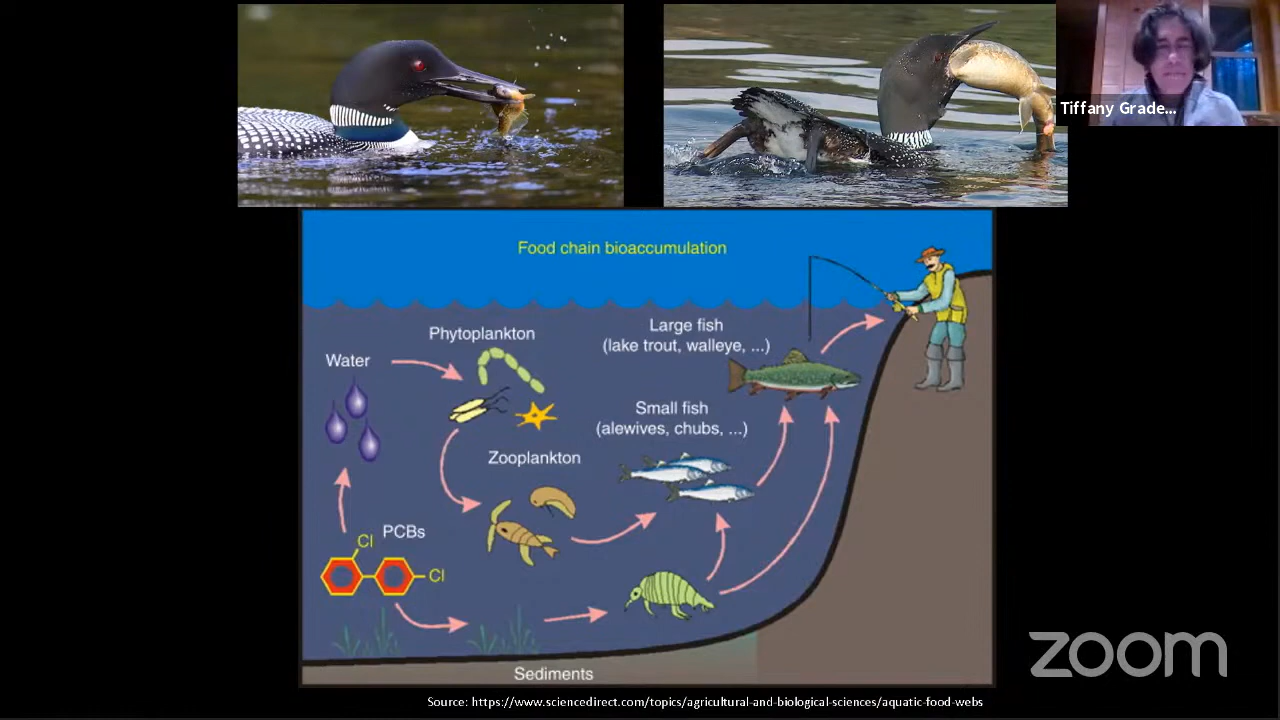 Tiffany Grade...
Food chain bioaccumulation
Phytoplankton
Large fish
(lake trout, walleye, ...)
Water
Small fish
(alewives, chubs, ...)
Zooplankton
PCBs
Cl
Cl
Sediments
zoom
Source: https://www.sciencedirect.com/topics/agricultural-and-biological-sciences/aquatic-food-webs